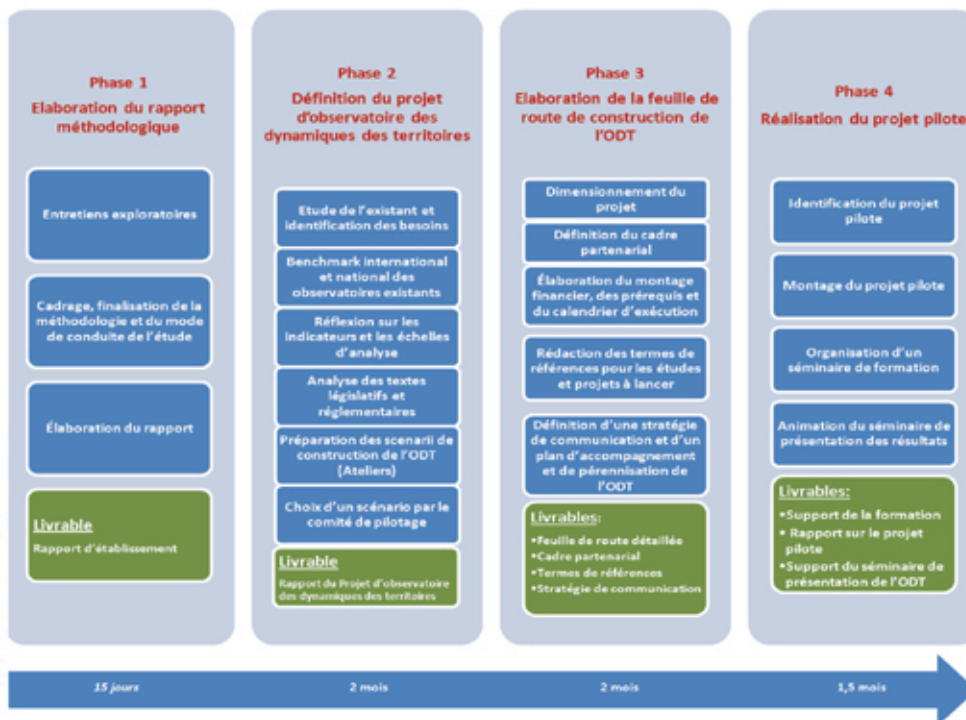 Phase 1
Elaboration du rapport
méthodologique
Entretiens exploratoires
Cadrage, finalisation de la
méthodologie et du mode
de conduite de l'étude
Élaboration du rapport
Livrable
Rapport d'établissement
Phase 2
Définition du projet
d'observatoire des
dynamiques des territoires
Etude de l'existant et
identification des besoins
Benchmark international
et national des
observatoires existants
Réflexion sur les
indicateurs et les échelles
d'analyse
Analyse des textes
législatifs et
réglementaires
Préparation des scenarii de
construction de l'ODT
(Ateliers)
Choix d'un scénario par le
comité de pilotage
Livrable
Rapport du Projet d'observatoire
des dynamiques des territoires
Phase 3
Elaboration de la feuille de
route de construction de
l'ODT
Dimensionnement du
projet
Définition du cadre
partenarial
Élaboration du montage
financier, des prérequis et
du calendrier d'exécution
Rédaction des termes de
références pour les études
et projets à lancer
Définition d'une stratégie
de communication et d'un
plan d'accompagnement
et de pérennisation de
l'ODT
Livrables:
•Feuille de route détaillée
•Cadre partenarial
•Termes de références
•Stratégie de communication
Phase 4
Réalisation du projet pilote
Identification du projet
pilote
Montage du projet pilote
Organisation d'un
séminaire de formation
Animation du séminaire de
présentation des résultats
Livrables:
•Support de la formation
• Rapport sur le projet
pilote
•Support du séminaire de
présentation de l'ODT
15 jours
2 mois
2 mois
1,5 mois